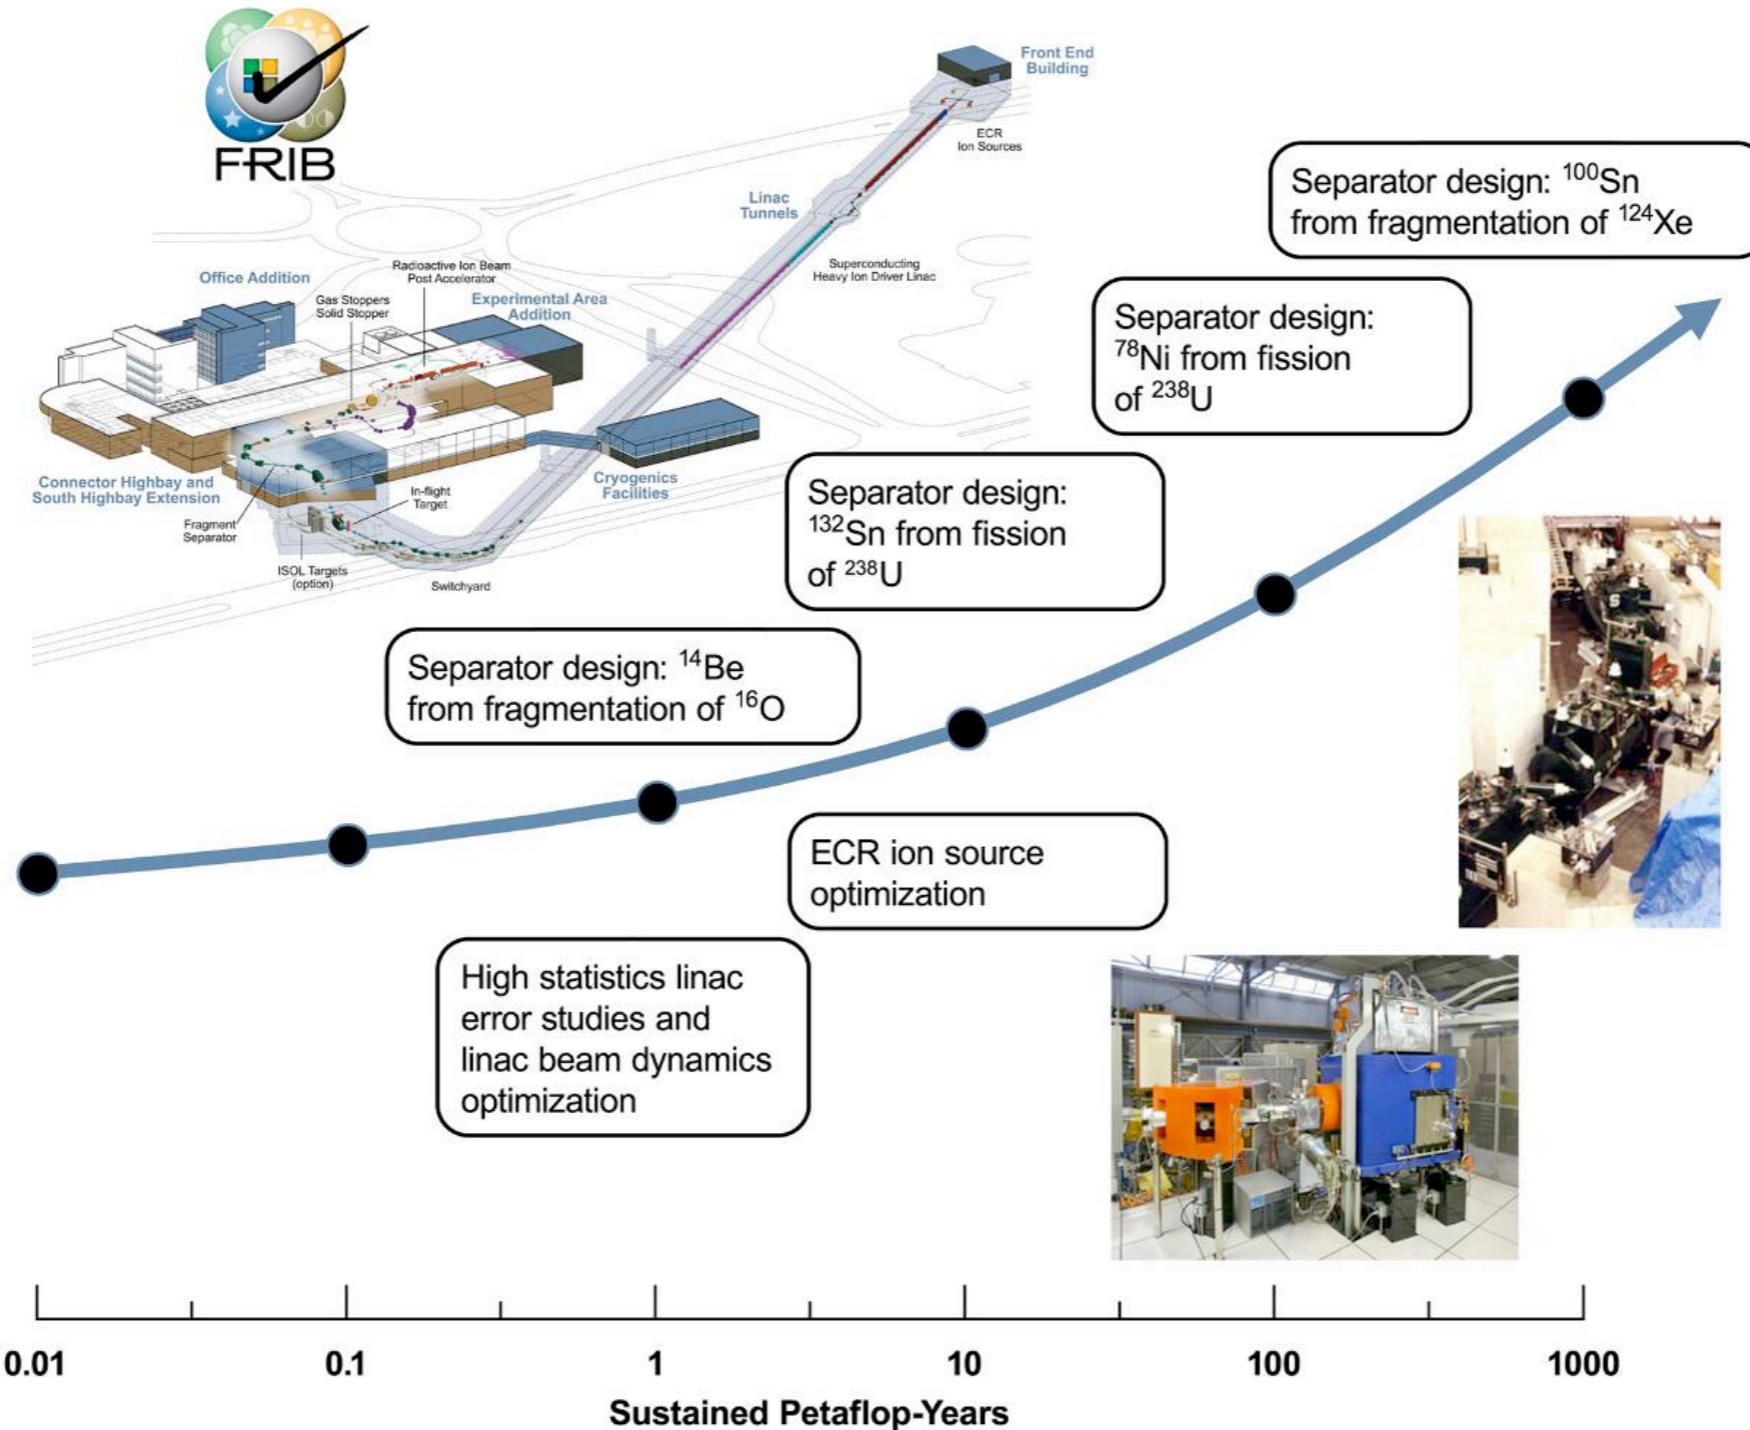 FRIB
Front End
Building
ECR
Ion Sources
Linac
Tunnels
Superconducting
Heavy Ion Driver Linac
Office Addition
Radioactive Ion Beam
Post Accelerator
Gas Stoppers
Solid Stopper
Experimental Area
Addition
Connector Highbay and
South Highbay Extension
Fragment
Separator
In-flight
Target
Cryogenics
Facilities
ISOL Targets
(option)
Switchyard
Separator design: ¹⁰⁰Sn
from fragmentation of ¹²⁴Xe
Separator design:
⁷⁸Ni from fission
of ²³⁸U
Separator design:
¹³²Sn from fission
of ²³⁸U
Separator design: ¹⁴Be
from fragmentation of ¹⁶O
ECR ion source
optimization
High statistics linac
error studies and
linac beam dynamics
optimization
0.01 0.1 1 10 100 1000
Sustained Petaflop-Years